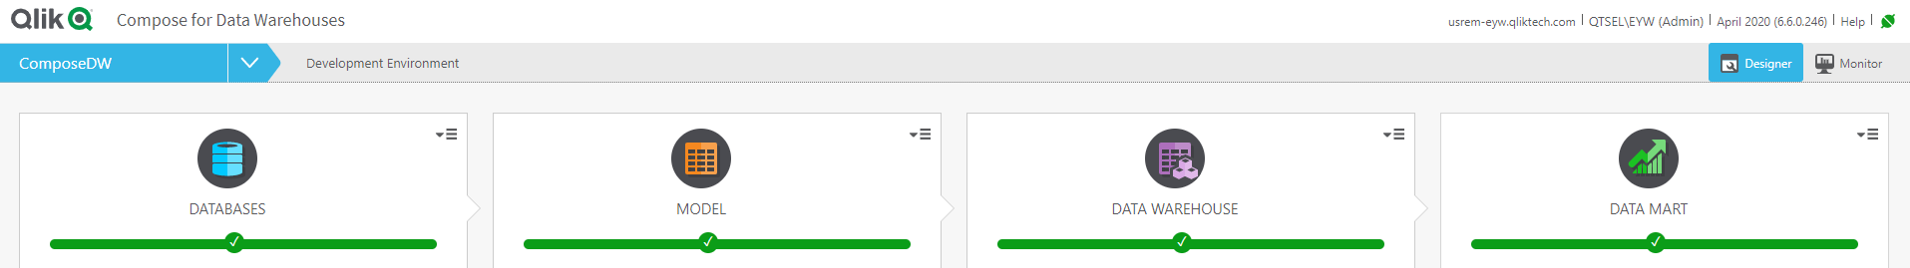 Qlik Compose for Data Warehouses
usrem-eyw.qliktech.com | QTSEL\EYW (Admin) | April 2020 (6.6.0.246) | Help |
ComposeDW
Development Environment
Designer
Monitor
DATABASES
MODEL
DATA WAREHOUSE
DATA MART